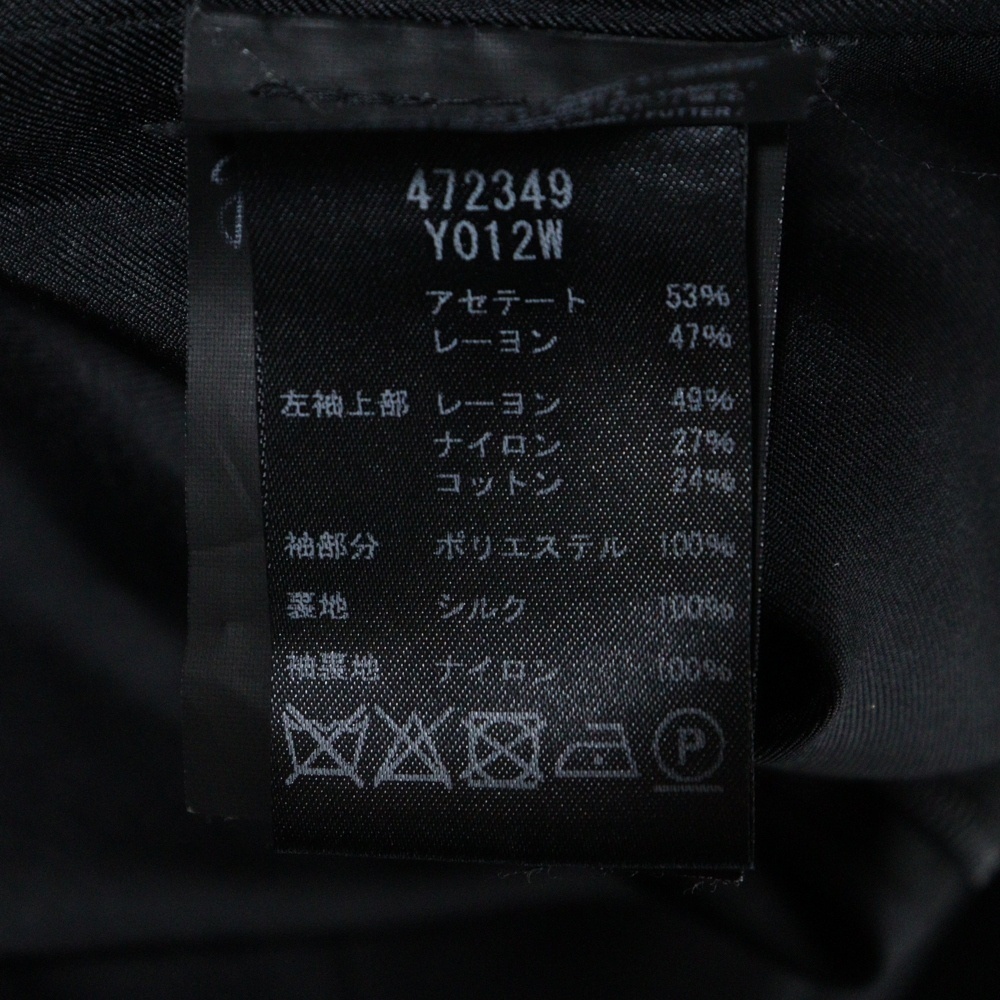 472349
Y012W
アセテート 53%
レーヨン 47%
左袖上部 レーヨン 49%
ナイロン 27%
コットン 24%
袖部分 ポリエステル 100%
裏地 シルク 100%
袖裏地 ナイロン 100%
P